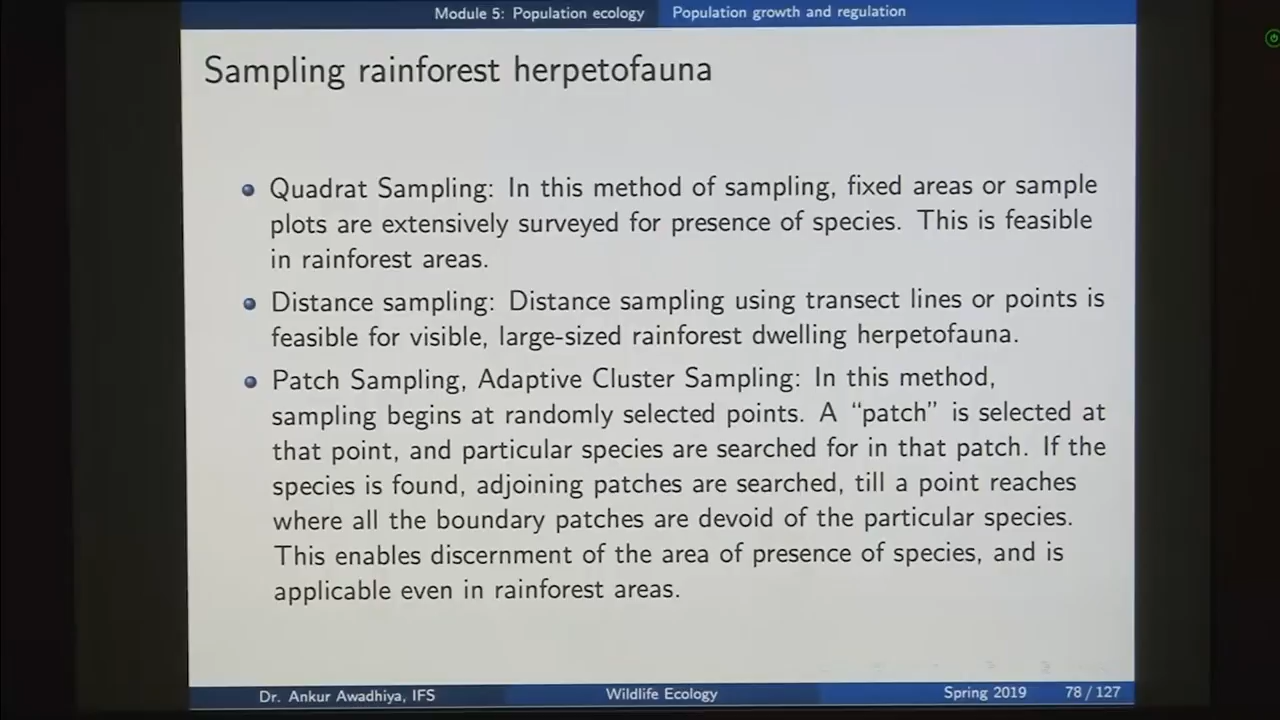 Module 5: Population ecology Population growth and regulation
Sampling rainforest herpetofauna
Quadrat Sampling: In this method of sampling, fixed areas or sample
plots are extensively surveyed for presence of species. This is feasible
in rainforest areas.
Distance sampling: Distance sampling using transect lines or points is
feasible for visible, large-sized rainforest dwelling herpetofauna.
Patch Sampling, Adaptive Cluster Sampling: In this method,
sampling begins at randomly selected points. A “patch” is selected at
that point, and particular species are searched for in that patch. If the
species is found, adjoining patches are searched, till a point reaches
where all the boundary patches are devoid of the particular species.
This enables discernment of the area of presence of species, and is
applicable even in rainforest areas.
Dr. Ankur Awadhiya, IFS Wildlife Ecology Spring 2019 78 / 127